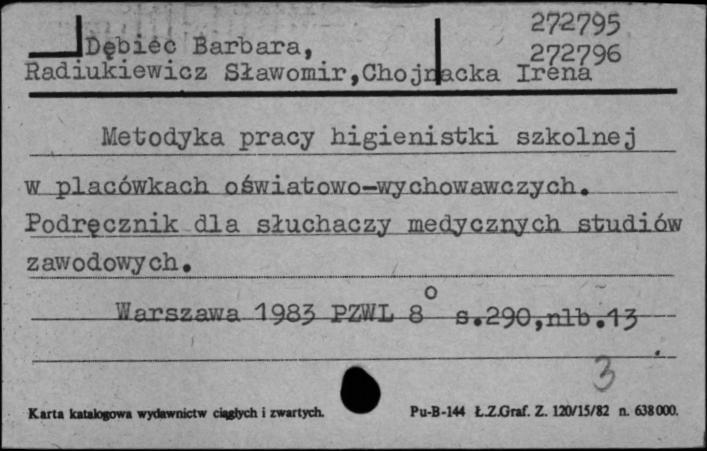 272795
Dębiec Barbara,
272796
Radiukiewicz Sławomir,Chojnacka Irena
Metodyka pracy higienistki szkolnej
w placówkach oświatowo-wychowawczych.
Podręcznik dla słuchaczy medycznych studiów
zawodowych.
Warszawa 1983 PZWL 8° s.290,nlb.13
3
Karta katalogowa wydawnictw ciągłych i zwartych. Pu-B-144 Ł.Z.Graf. Z. 120/15/82 n. 638000.